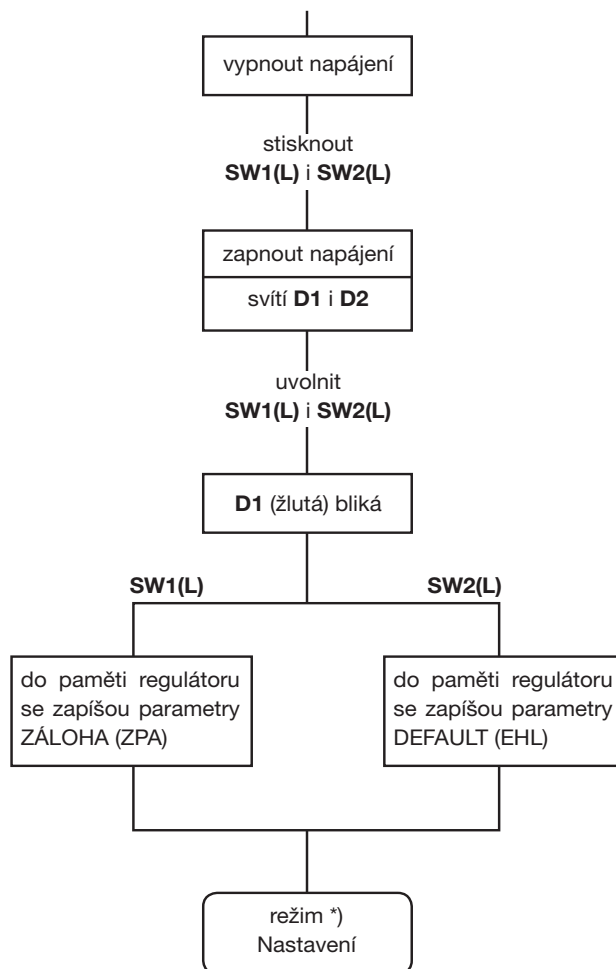 vypnout napájení
stisknout
SW1(L) i SW2(L)
zapnout napájení
svítí D1 i D2
uvolnit
SW1(L) i SW2(L)
D1 (žlutá) bliká
SW1(L)
SW2(L)
do paměti regulátoru
se zapíšou parametry
ZÁLOHA (ZPA)
do paměti regulátoru
se zapíšou parametry
DEFAULT (EHL)
režim *)
Nastavení